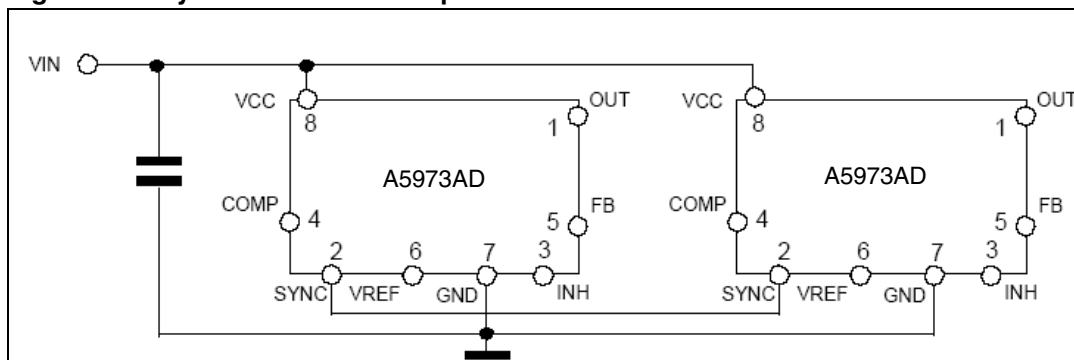 VIN
VCC
8
OUT
1
A5973AD
COMP
4
FB
5
2
6
7
3
SYNC
VREF
GND
INH
VCC
8
OUT
1
A5973AD
COMP
4
FB
5
2
6
7
3
SYNC
VREF
GND
INH